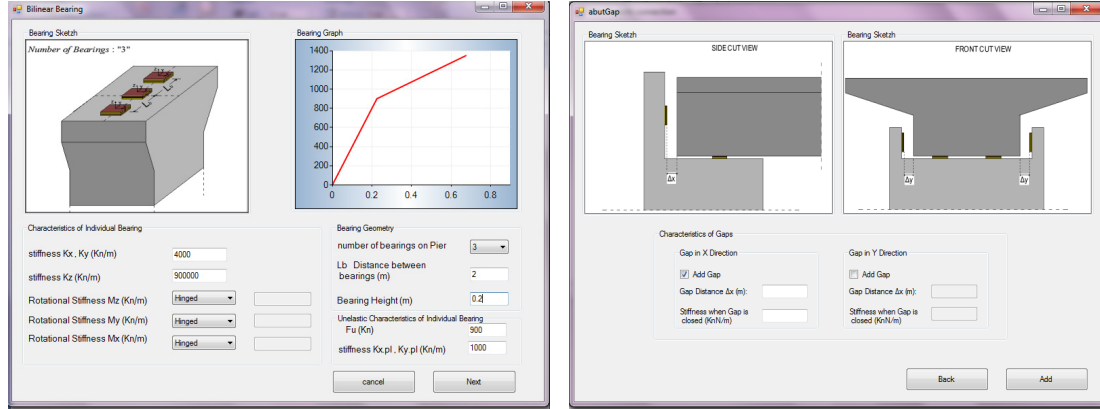 Bilinear Bearing
Bearing Sketzh
Number of Bearings : "3"
Bearing Graph
1400
1200
1000
800
600
400
200
0
0 0.2 0.4 0.6 0.8
Characteristics of Individual Bearing
stiffness Kx , Ky (Kn/m) 4000
stiffness Kz (Kn/m) 900000
Rotational Stiffness Mz (Kn/m) Hinged
Rotational Stiffness My (Kn/m) Hinged
Rotational Stiffness Mx (Kn/m) Hinged
Bearing Geometry
number of bearings on Pier 3
Lb Distance between
bearings (m) 2
Bearing Height (m) 0.2
Unelastic Characteristics of Individual Bearing
Fu (Kn) 900
stiffness Kx.pl , Ky.pl (Kn/m) 1000
cancel Next
abutGap
Bearing Sketzh
SIDE CUT VIEW
Δx
Bearing Sketzh
FRONT CUT VIEW
Δy Δy
Characteristics of Gaps
Gap in X Direction
Add Gap
Gap Distance Δx (m):
Stiffness when Gap is
closed (KnN/m)
Gap in Y Direction
Add Gap
Gap Distance Δx (m):
Stiffness when Gap is
closed (KnN/m)
Back Add